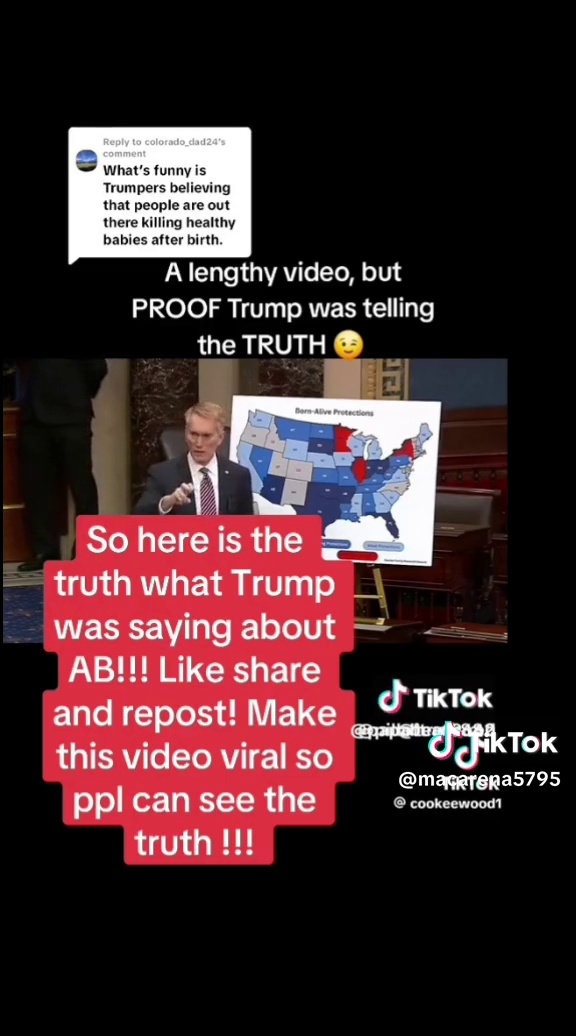 Reply to colorado_dad24's
comment
What's funny is
Trumpers believing
that people are out
there killing healthy
babies after birth.
A lengthy video, but
PROOF Trump was telling
the TRUTH 😉
Born-Alive Protections
So here is the
truth what Trump
was saying about
AB!!! Like share
and repost! Make
this video viral so
ppl can see the
truth !!!
TikTok
TikTok
@macarena5795
TikTok
@ cookeewood1